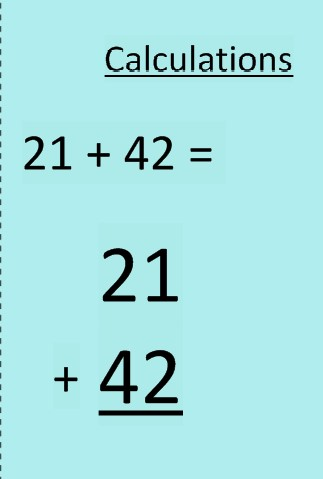 Calculations
21 + 42 =
21
+ 42